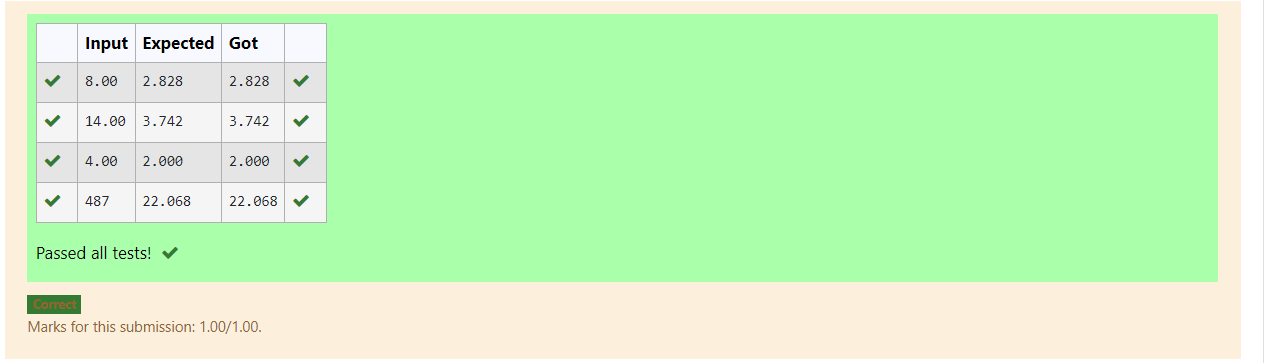 Input Expected Got
8.00 2.828 2.828
14.00 3.742 3.742
4.00 2.000 2.000
487 22.068 22.068
Passed all tests!
Correct
Marks for this submission: 1.00/1.00.